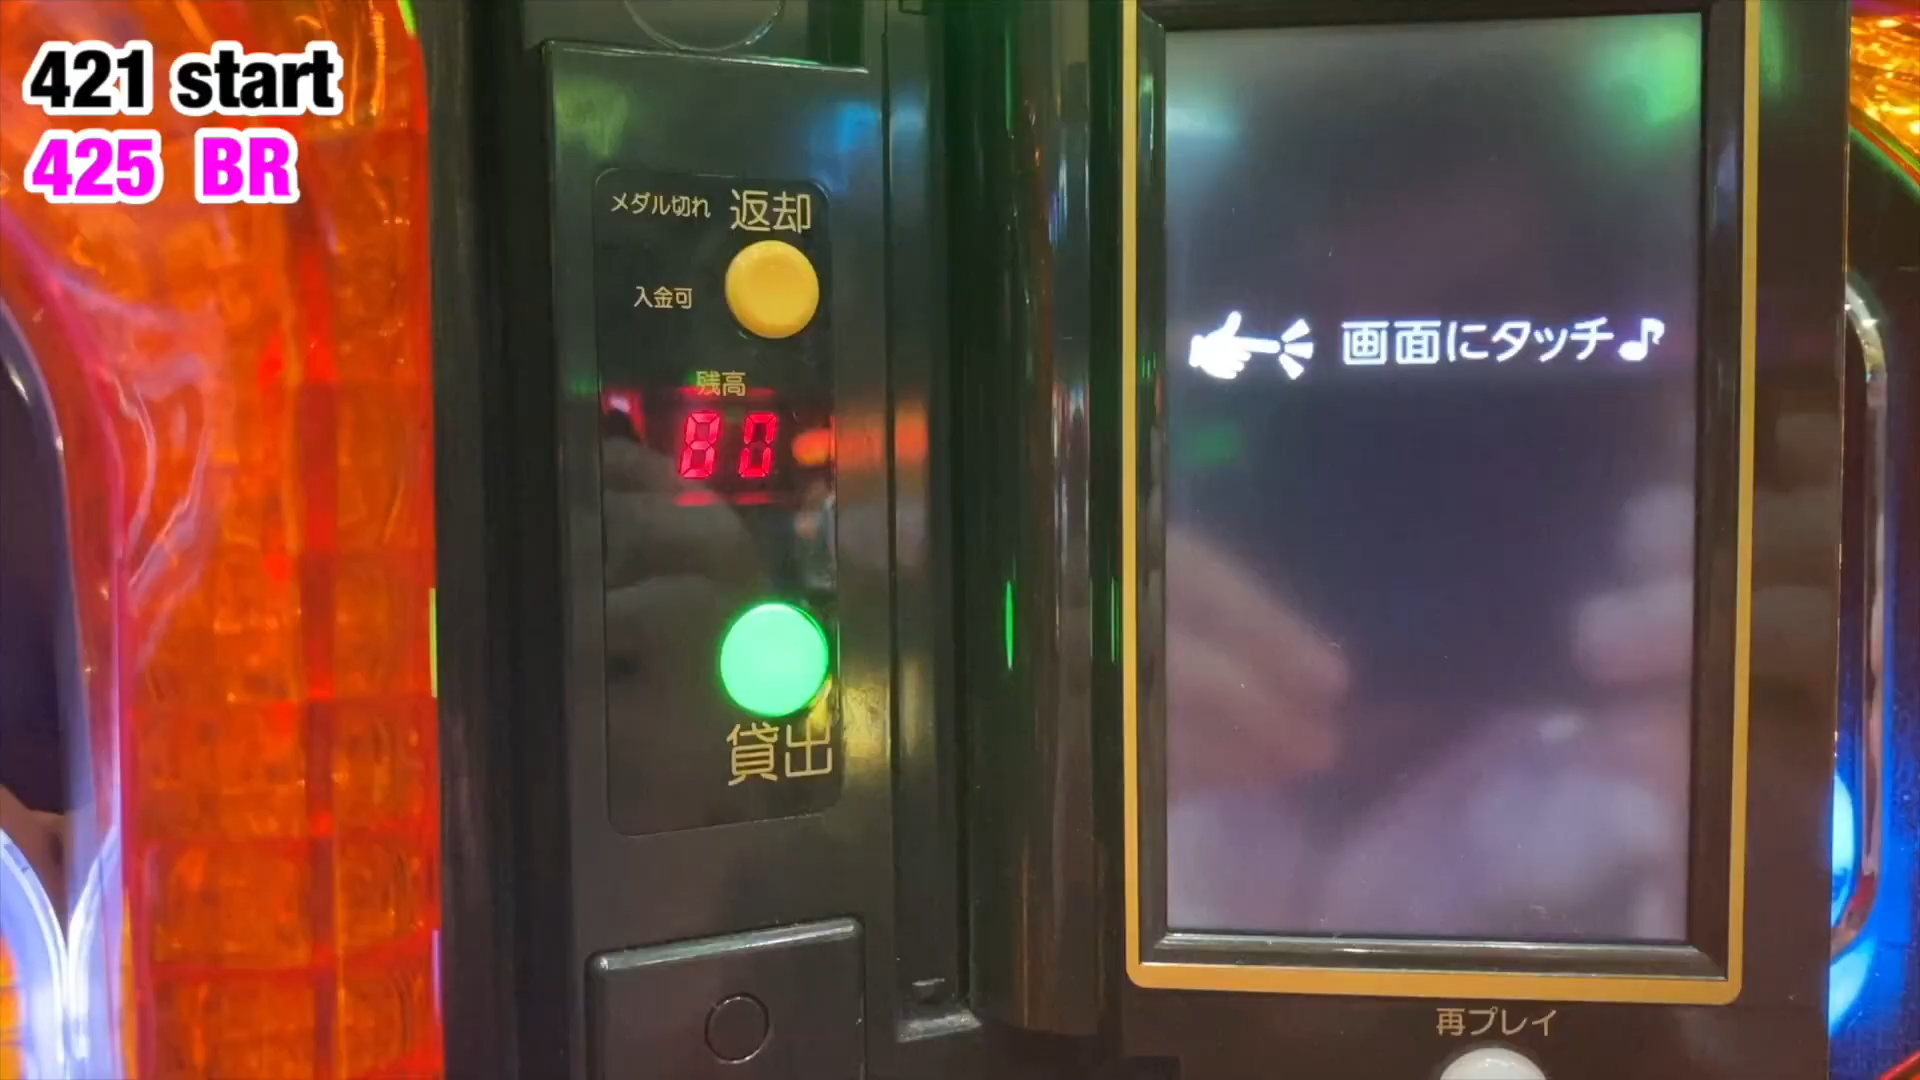 421 start
425 BR
メダル切れ 返却
入金可
残高
80
貸出
画面にタッチ♪
再プレイ